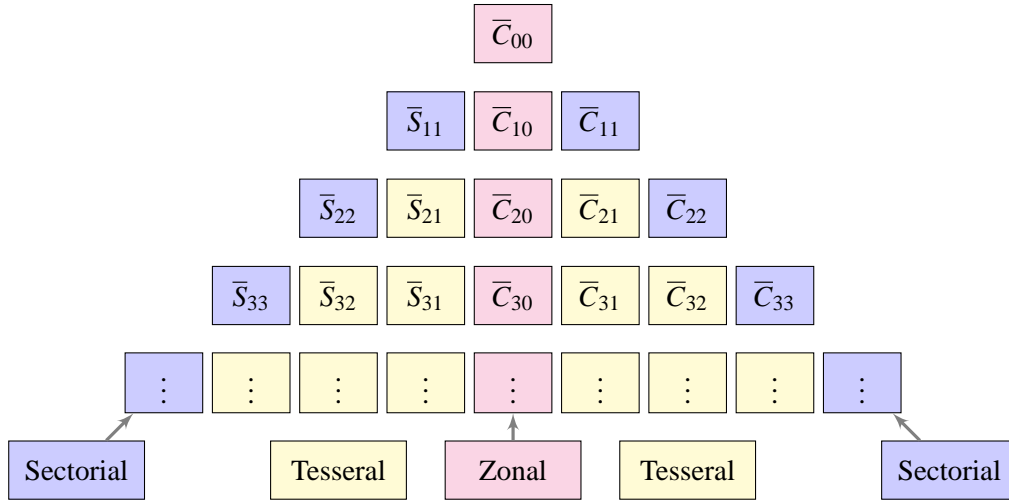 C̅₀₀
S̅₁₁ C̅₁₀ C̅₁₁
S̅₂₂ S̅₂₁ C̅₂₀ C̅₂₁ C̅₂₂
S̅₃₃ S̅₃₂ S̅₃₁ C̅₃₀ C̅₃₁ C̅₃₂ C̅₃₃
⋮ ⋮ ⋮ ⋮ ⋮ ⋮ ⋮ ⋮ ⋮
Sectorial Tesseral Zonal Tesseral Sectorial